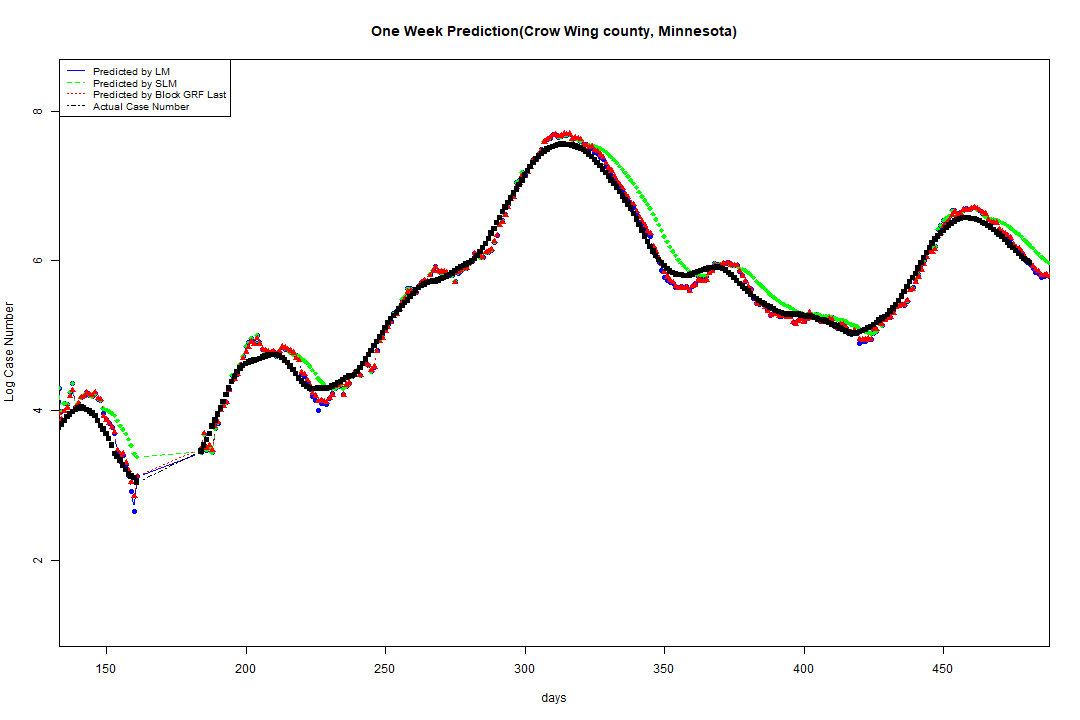 One Week Prediction(Crow Wing county, Minnesota)
Predicted by LM
Predicted by SLM
Predicted by Block GRF Last
Actual Case Number
8
6
4
2
Log Case Number
150 200 250 300 350 400 450
days